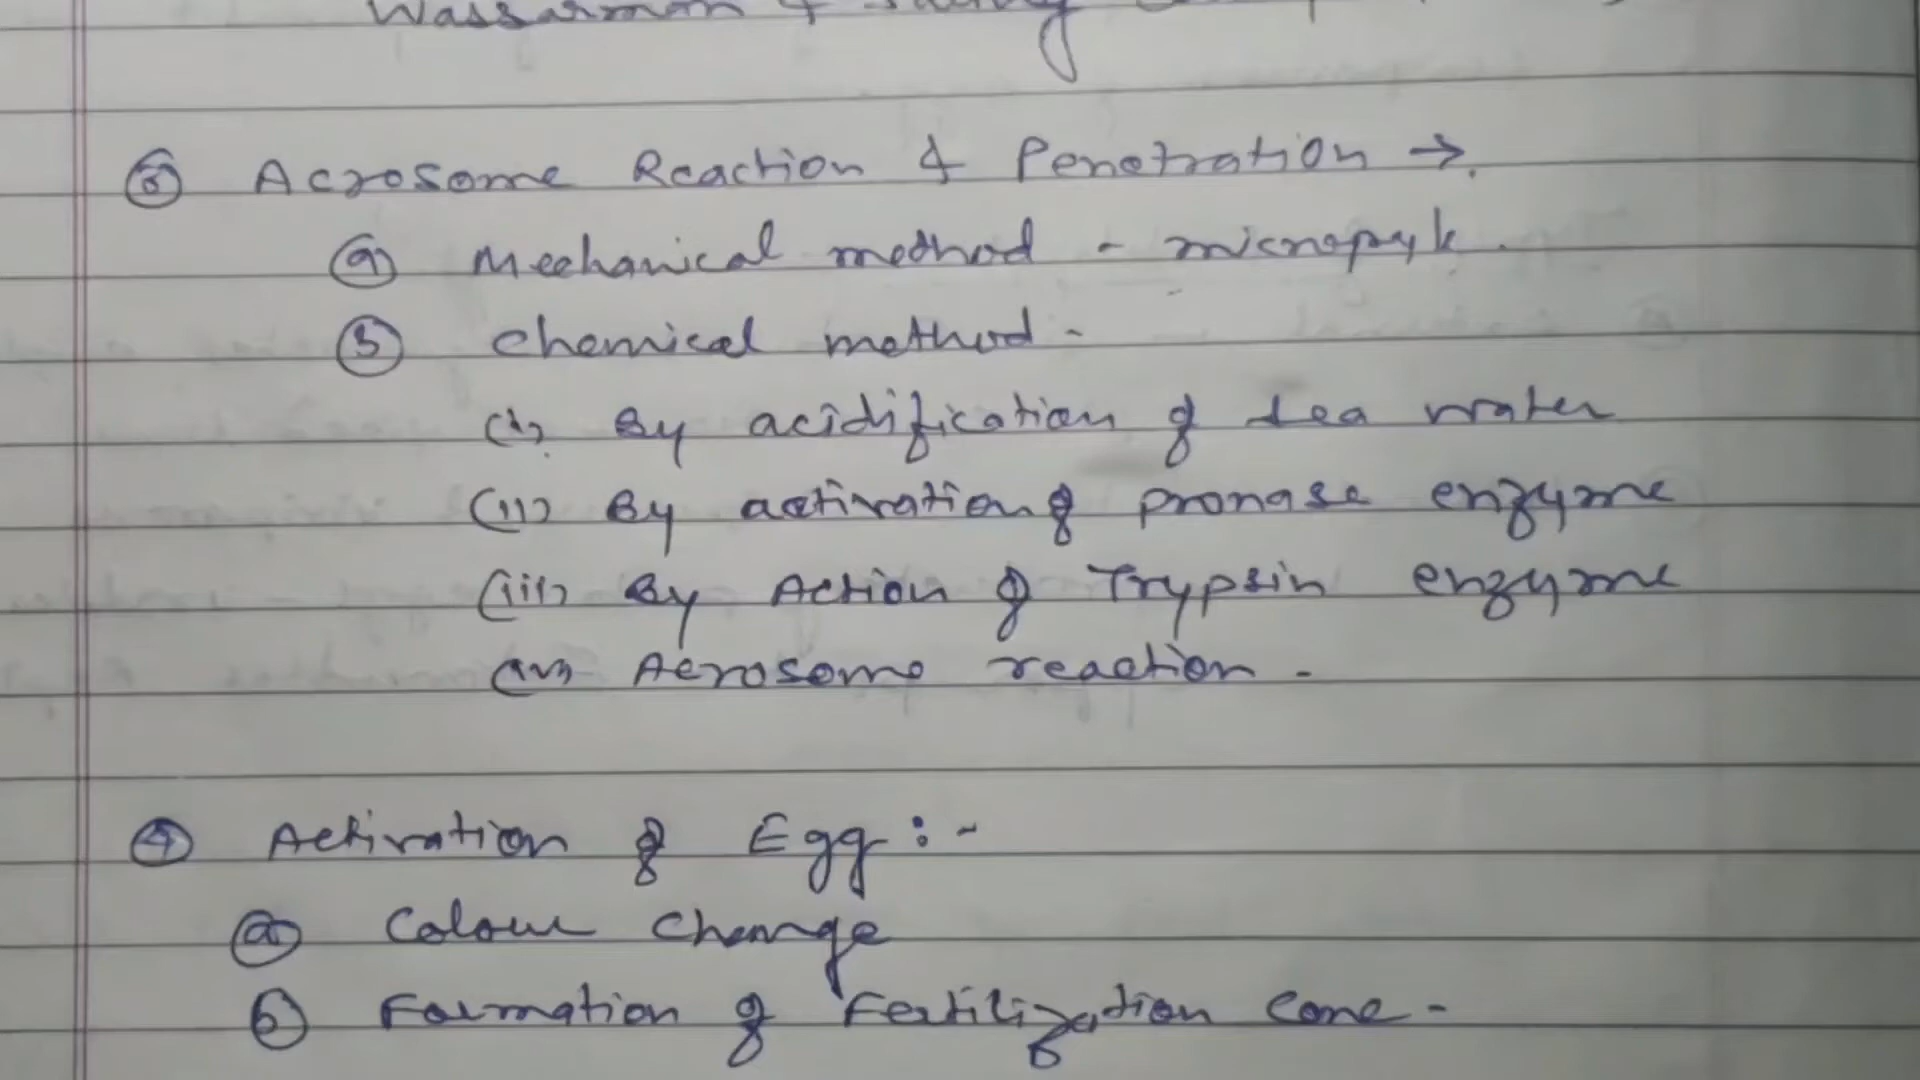 Wassarman &
③ Acrosome Reaction & Penetration →.
ⓐ Mechanical method - micropyle.
ⓑ Chemical method -
(i) By acidification of sea water
(ii) By activation of pronase enzyme
(iii) By Action of Trypsin enzyme
(iv) Acrosome reaction -
④ Activation of Egg :-
ⓐ Colour Change
ⓑ Formation of Fertilization cone -